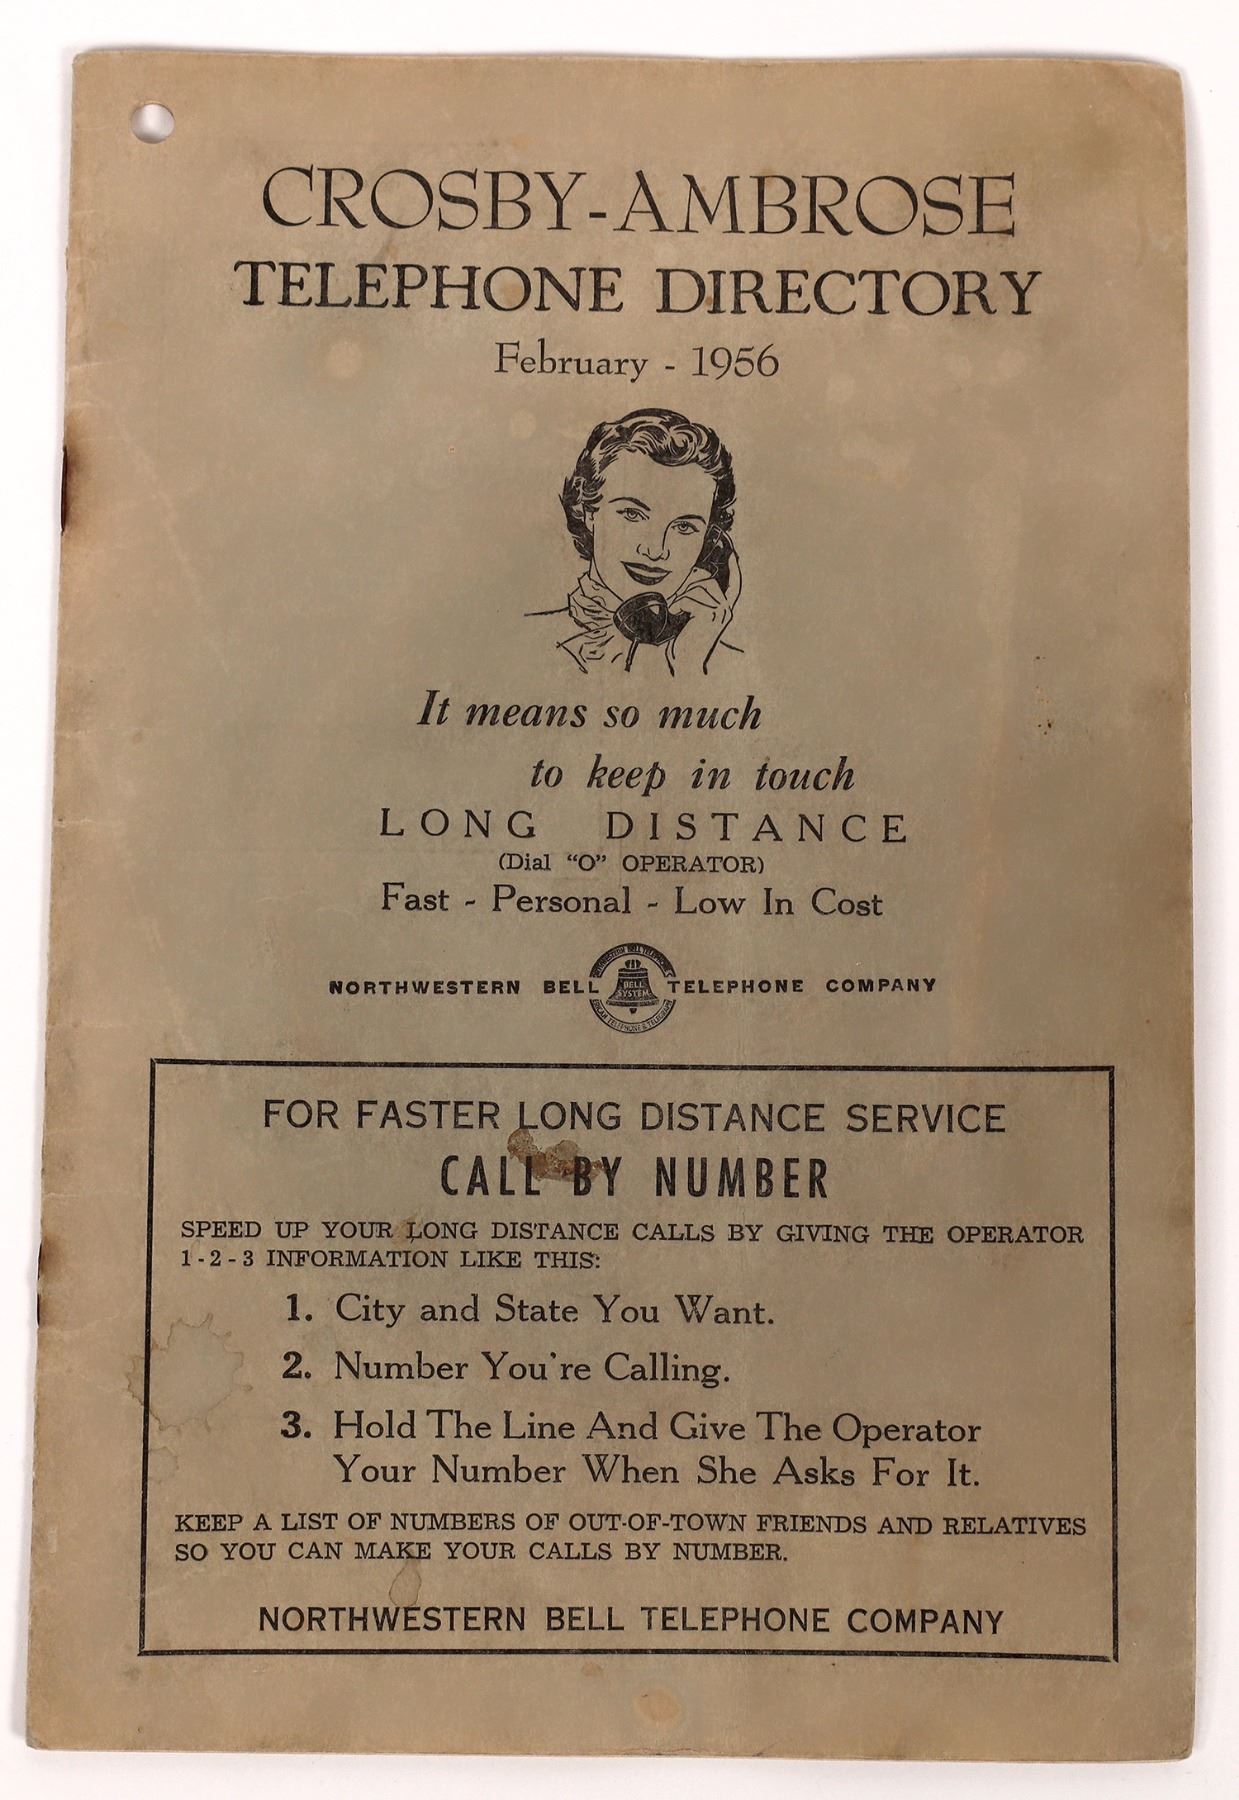 CROSBY-AMBROSE
TELEPHONE DIRECTORY
February - 1956
It means so much
to keep in touch
LONG DISTANCE
(Dial “O” OPERATOR)
Fast - Personal - Low In Cost
NORTHWESTERN BELL TELEPHONE COMPANY
BELL
SYSTEM
FOR FASTER LONG DISTANCE SERVICE
CALL BY NUMBER
SPEED UP YOUR LONG DISTANCE CALLS BY GIVING THE OPERATOR
1-2-3 INFORMATION LIKE THIS:
1. City and State You Want.
2. Number You're Calling.
3. Hold The Line And Give The Operator
Your Number When She Asks For It.
KEEP A LIST OF NUMBERS OF OUT-OF-TOWN FRIENDS AND RELATIVES
SO YOU CAN MAKE YOUR CALLS BY NUMBER.
NORTHWESTERN BELL TELEPHONE COMPANY